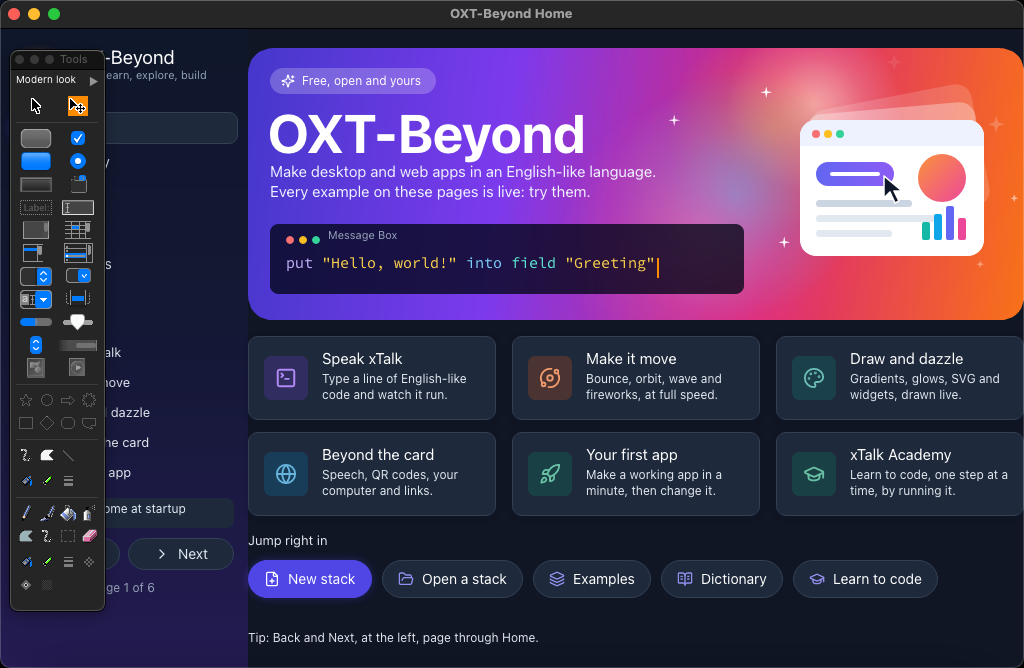 OXT-Beyond Home
Tools
Modern look
Label:
-Beyond
earn, explore, build
ome at startup
Next
ge 1 of 6
Free, open and yours
OXT-Beyond
Make desktop and web apps in an English-like language.
Every example on these pages is live: try them.
Message Box
put "Hello, world!" into field "Greeting"
Speak xTalk
Type a line of English-like
code and watch it run.
Make it move
Bounce, orbit, wave and
fireworks, at full speed.
Draw and dazzle
Gradients, glows, SVG and
widgets, drawn live.
Beyond the card
Speech, QR codes, your
computer and links.
Your first app
Make a working app in a
minute, then change it.
xTalk Academy
Learn to code, one step at a
time, by running it.
Jump right in
New stack
Open a stack
Examples
Dictionary
Learn to code
Tip: Back and Next, at the left, page through Home.